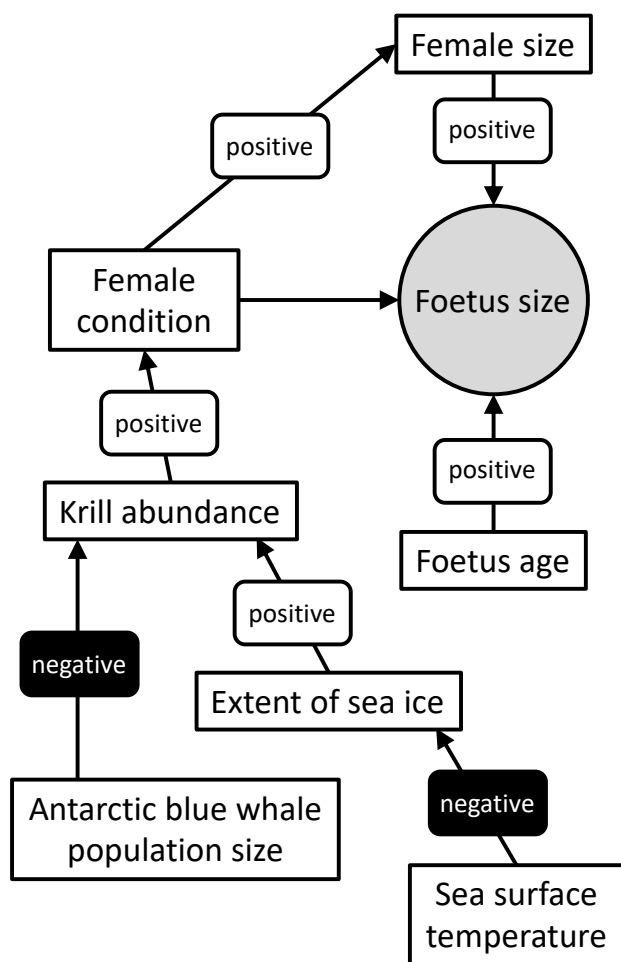 Female size
positive
positive
Female
condition
Foetus size
positive
positive
Krill abundance
Foetus age
positive
negative
Extent of sea ice
Antarctic blue whale
population size
negative
Sea surface
temperature